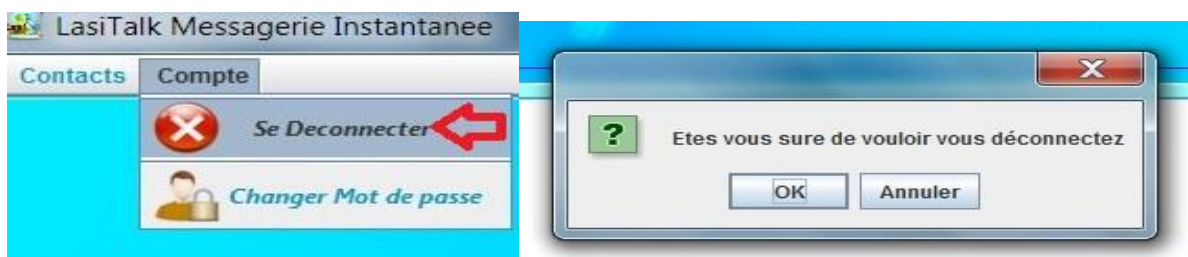 LasiTalk Messagerie Instantanee
Contacts Compte
Se Deconnecter
Changer Mot de passe
X
?
Etes vous sure de vouloir vous déconnectez
OK Annuler